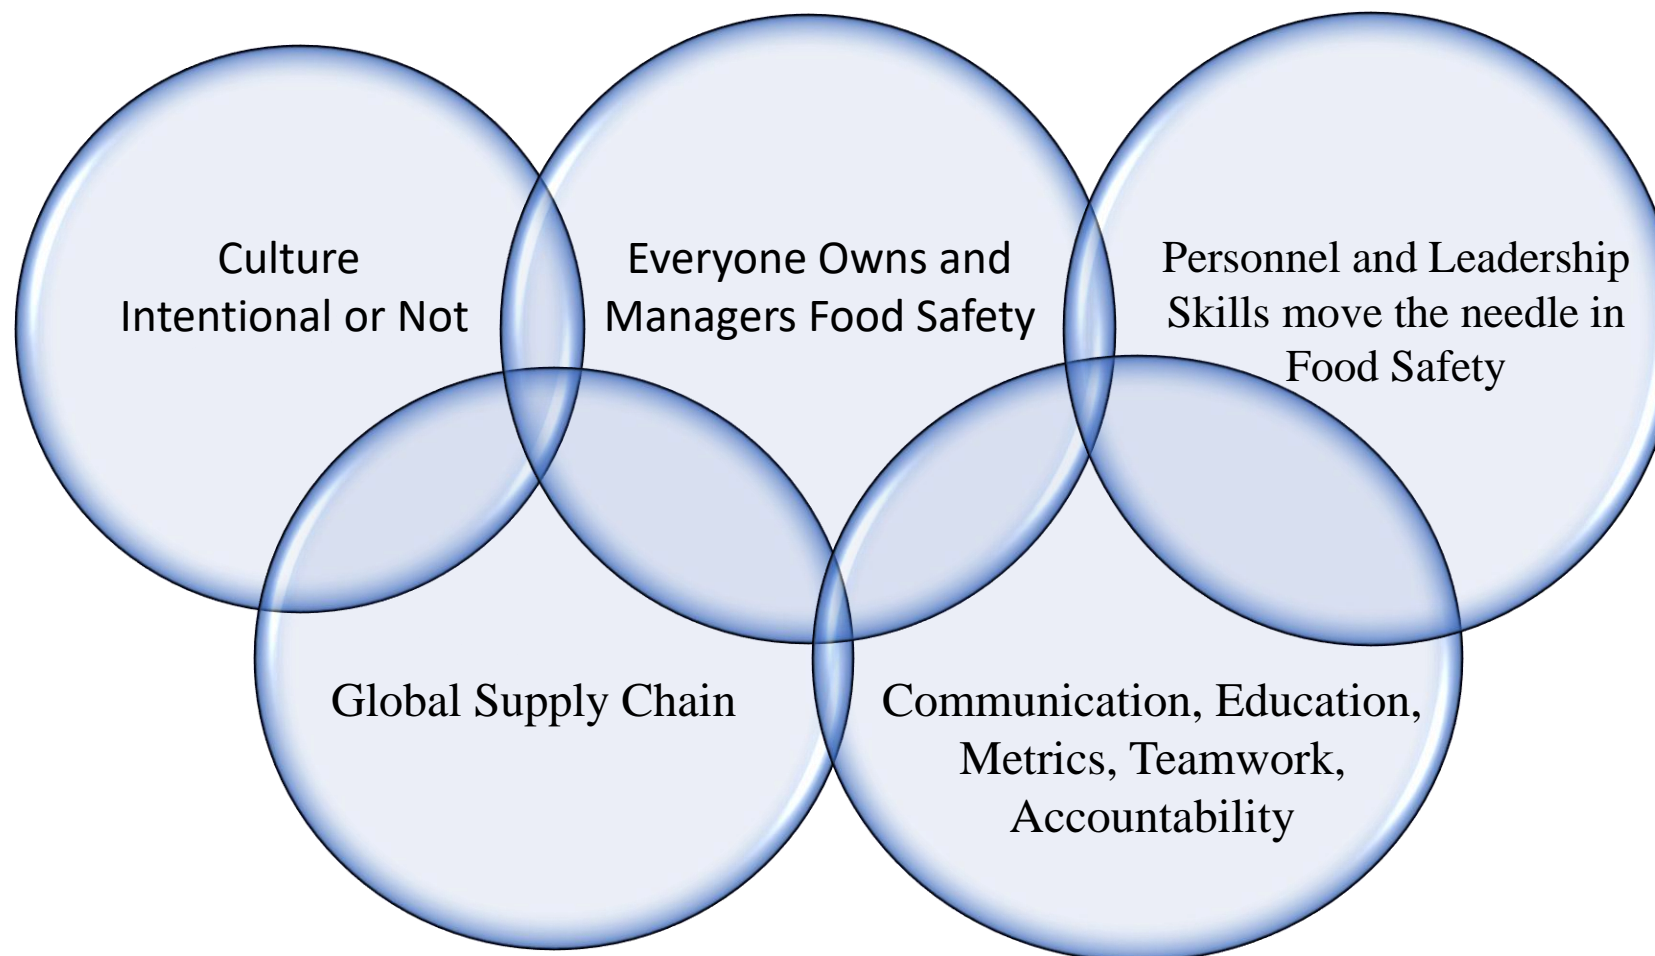 Culture
Intentional or Not
Everyone Owns and
Managers Food Safety
Personnel and Leadership
Skills move the needle in
Food Safety
Global Supply Chain
Communication, Education,
Metrics, Teamwork,
Accountability